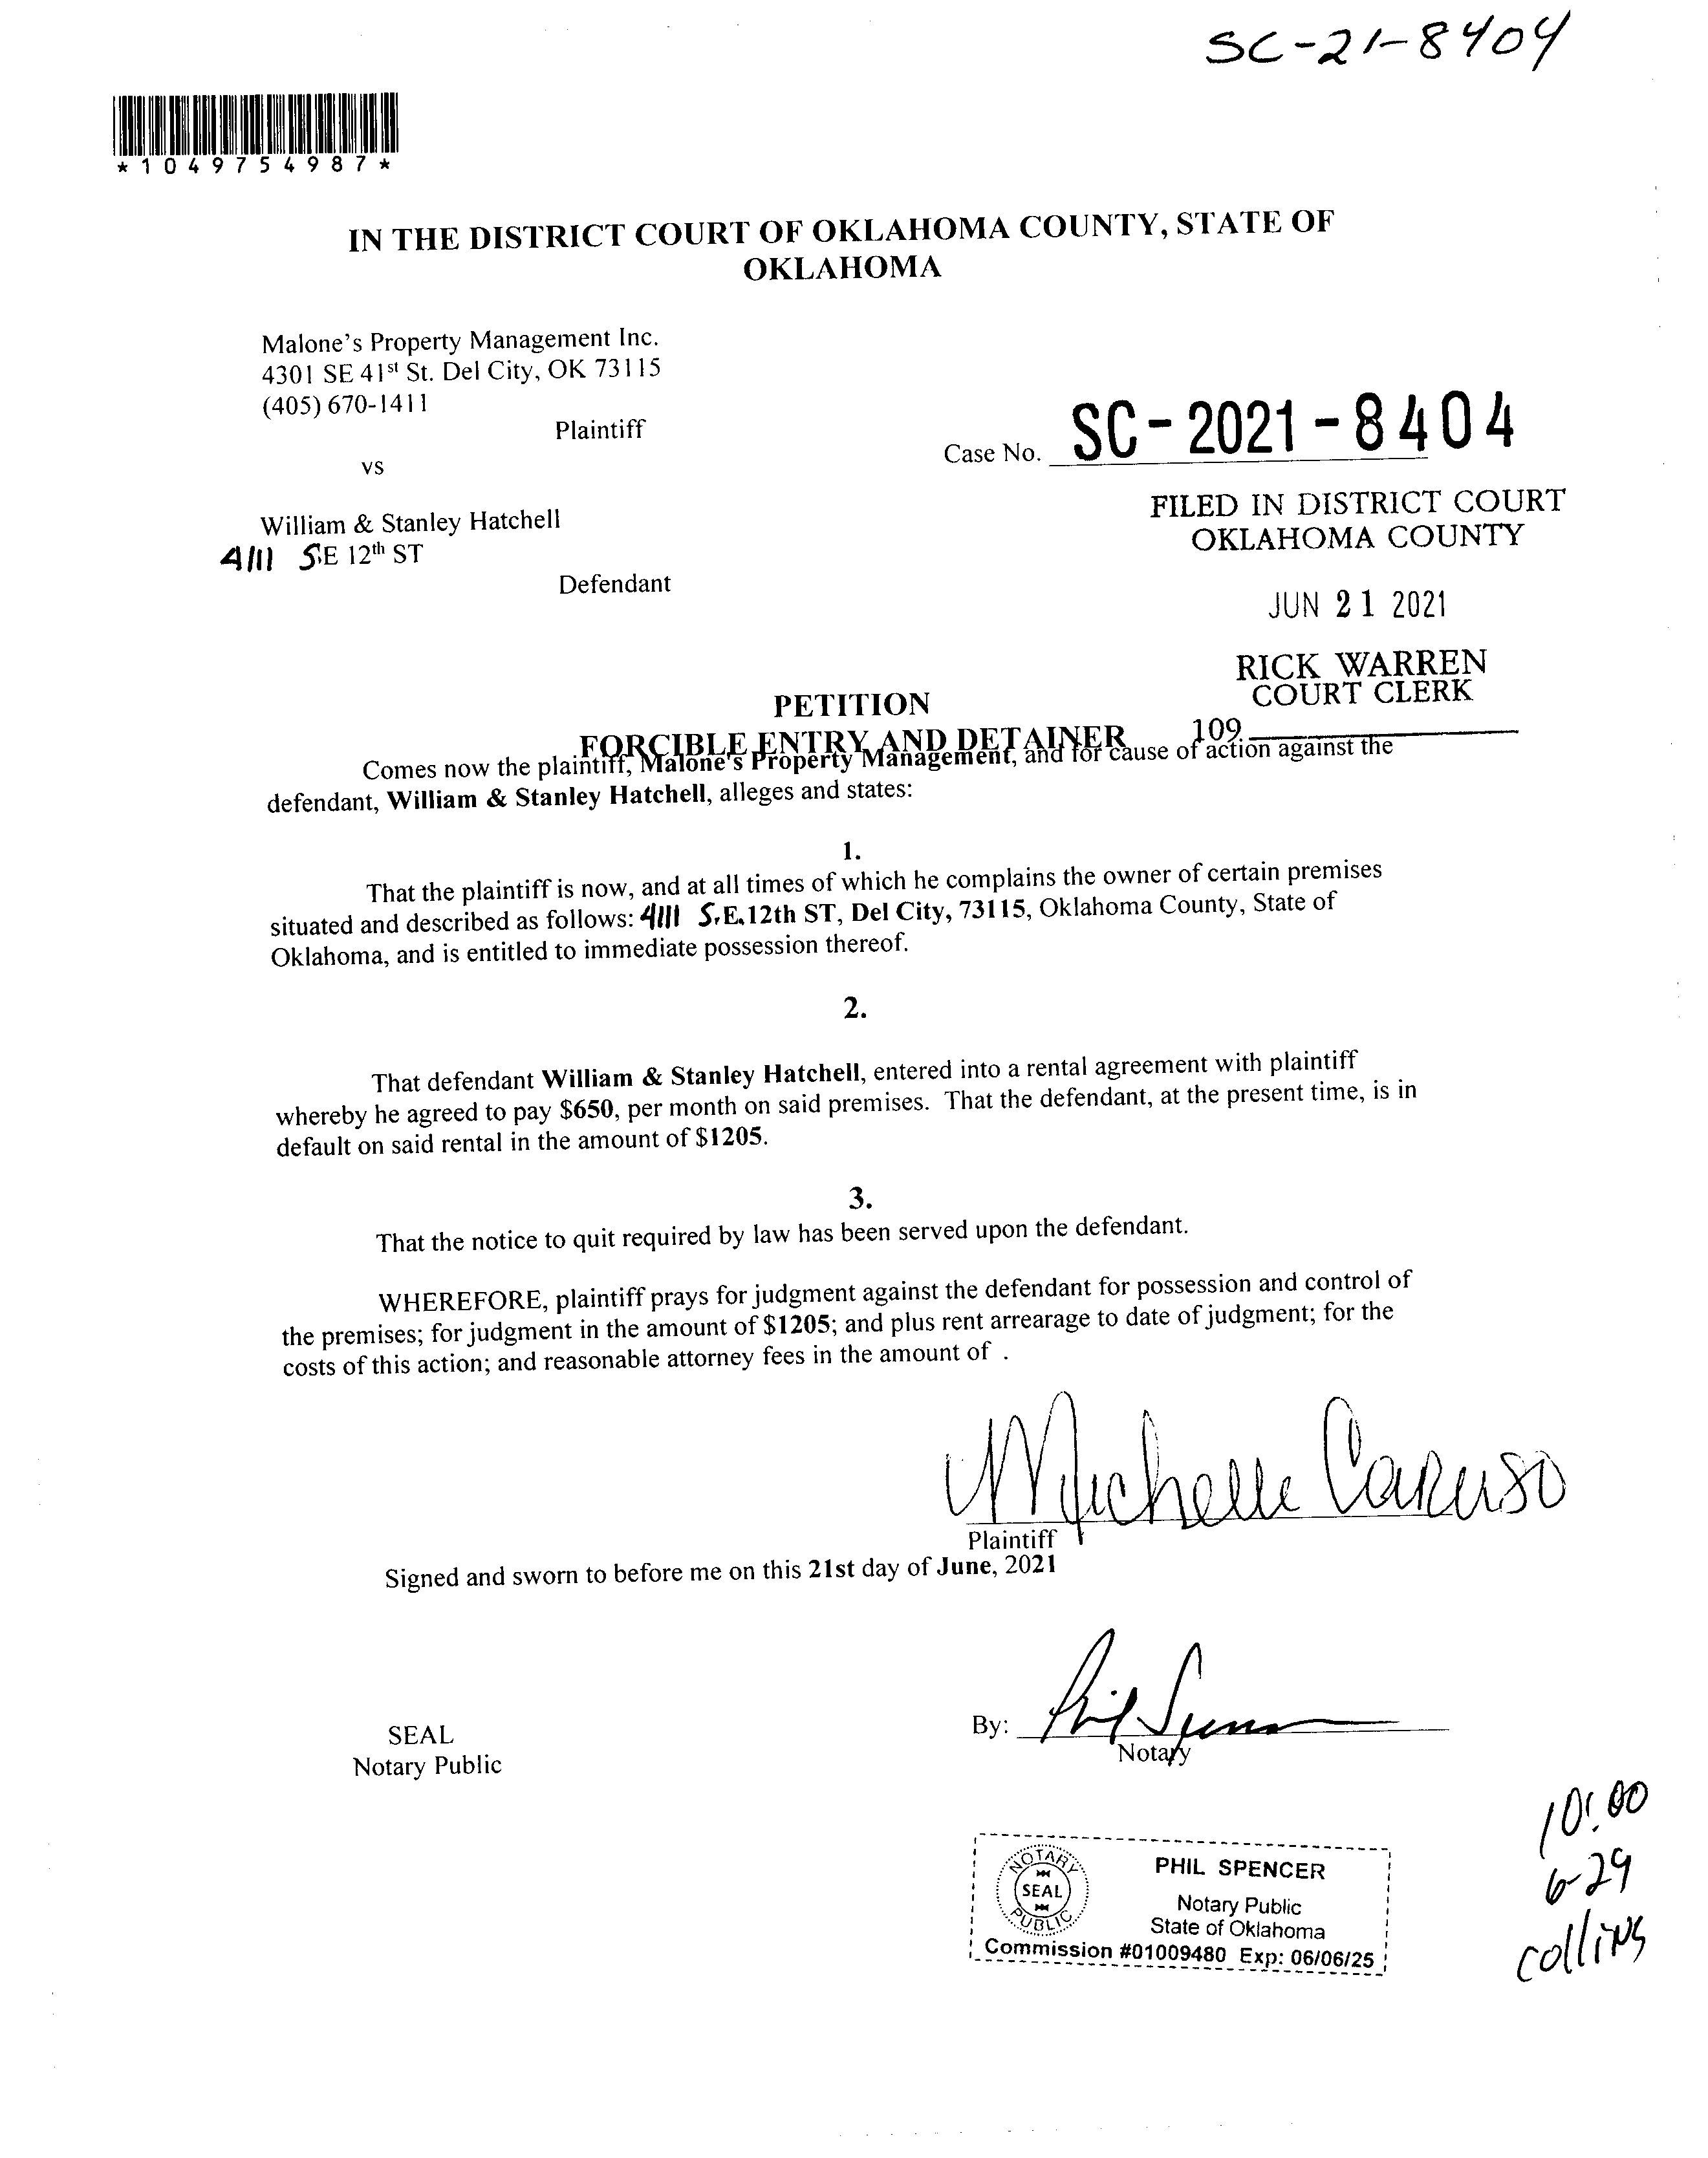 SC-21-8404
*1049754987*
IN THE DISTRICT COURT OF OKLAHOMA COUNTY, STATE OF
OKLAHOMA
Malone's Property Management Inc.
4301 SE 41st St. Del City, OK 73115
(405) 670-1411
Plaintiff
vs
Case No. SC-2021-8404
William & Stanley Hatchell
4111 S.E 12th ST
Defendant
FILED IN DISTRICT COURT
OKLAHOMA COUNTY
JUN 21 2021
RICK WARREN
COURT CLERK
109
PETITION
FORCIBLE ENTRY AND DETAINER
Comes now the plaintiff, Malone's Property Management, and for cause of action against the
defendant, William & Stanley Hatchell, alleges and states:
1.
That the plaintiff is now, and at all times of which he complains the owner of certain premises
situated and described as follows: 4111 S.E. 12th ST, Del City, 73115, Oklahoma County, State of
Oklahoma, and is entitled to immediate possession thereof.
2.
That defendant William & Stanley Hatchell, entered into a rental agreement with plaintiff
whereby he agreed to pay $650, per month on said premises. That the defendant, at the present time, is in
default on said rental in the amount of $1205.
3.
That the notice to quit required by law has been served upon the defendant.
WHEREFORE, plaintiff prays for judgment against the defendant for possession and control of
the premises; for judgment in the amount of $1205; and plus rent arrearage to date of judgment; for the
costs of this action; and reasonable attorney fees in the amount of .
Michelle Caruso
Plaintiff
Signed and sworn to before me on this 21st day of June, 2021
By: Phil Spencer
Notary
SEAL
Notary Public
NOTARY
SEAL
PUBLIC
PHIL SPENCER
Notary Public
State of Oklahoma
Commission #01009480 Exp: 06/06/25
10:00
6-29
collins